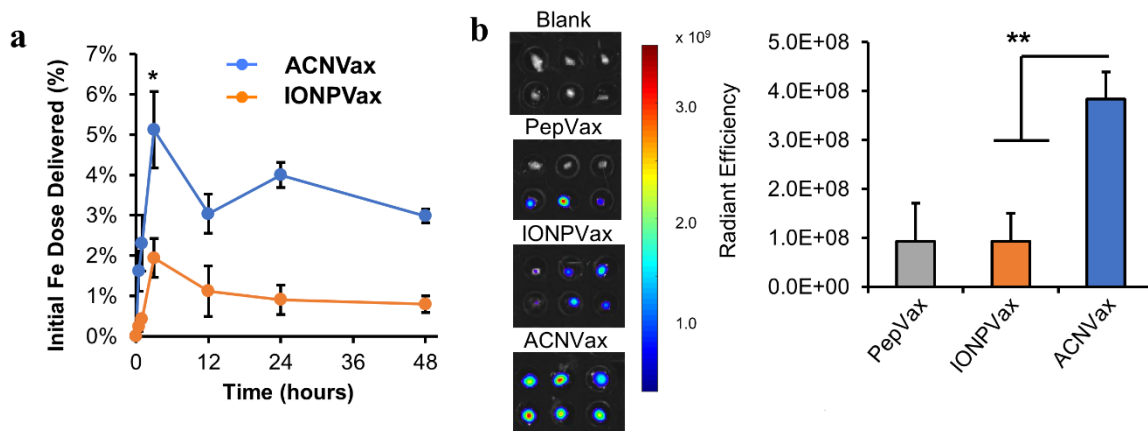 a
7%
6%
5%
4%
3%
2%
1%
0%
Initial Fe Dose Delivered (%)
*
ACNVax
IONPVax
0
12
24
36
48
Time (hours)
b
Blank
PepVax
IONPVax
ACNVax
x 10⁹
3.0
2.0
1.0
Radiant Efficiency
5.0E+08
4.0E+08
3.0E+08
2.0E+08
1.0E+08
0.0E+00
**
PepVax
IONPVax
ACNVax